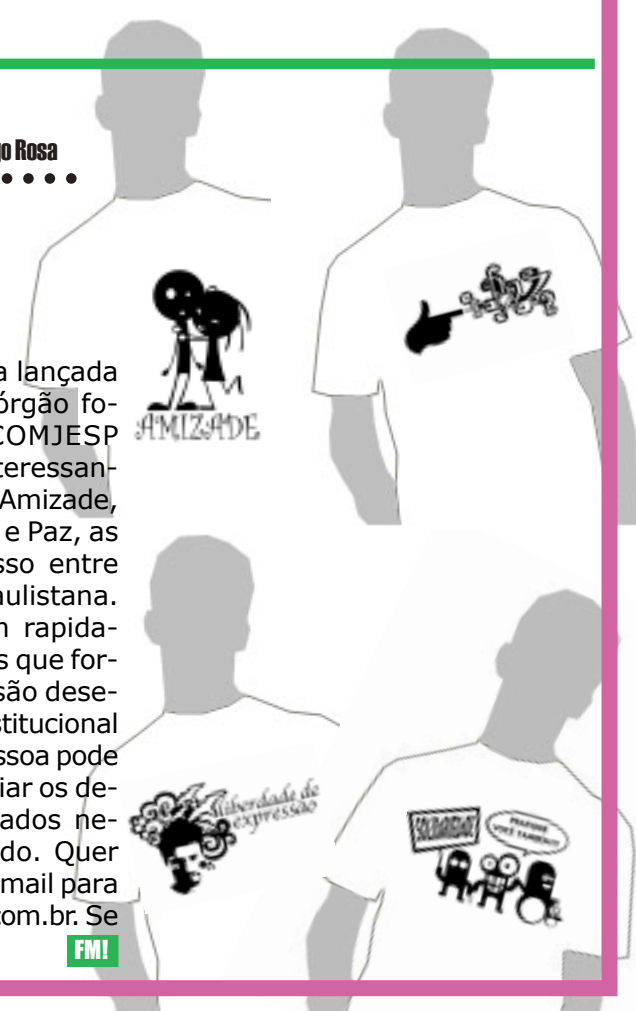 go Rosa
a lançada
órgão fo-
COMJESP
teressan-
Amizade,
e Paz, as
sso entre
aulistana.
m rapida-
s que for-
são dese-
stitucional
ssoa pode
iar os de-
ados ne-
do. Quer
mail para
com.br. Se
FM!
AMIZADE
PAZ
liberdade de
expressão
SOLIDARIEDADE
PRATIQUE
VOCÊ TAMBÉM!!!